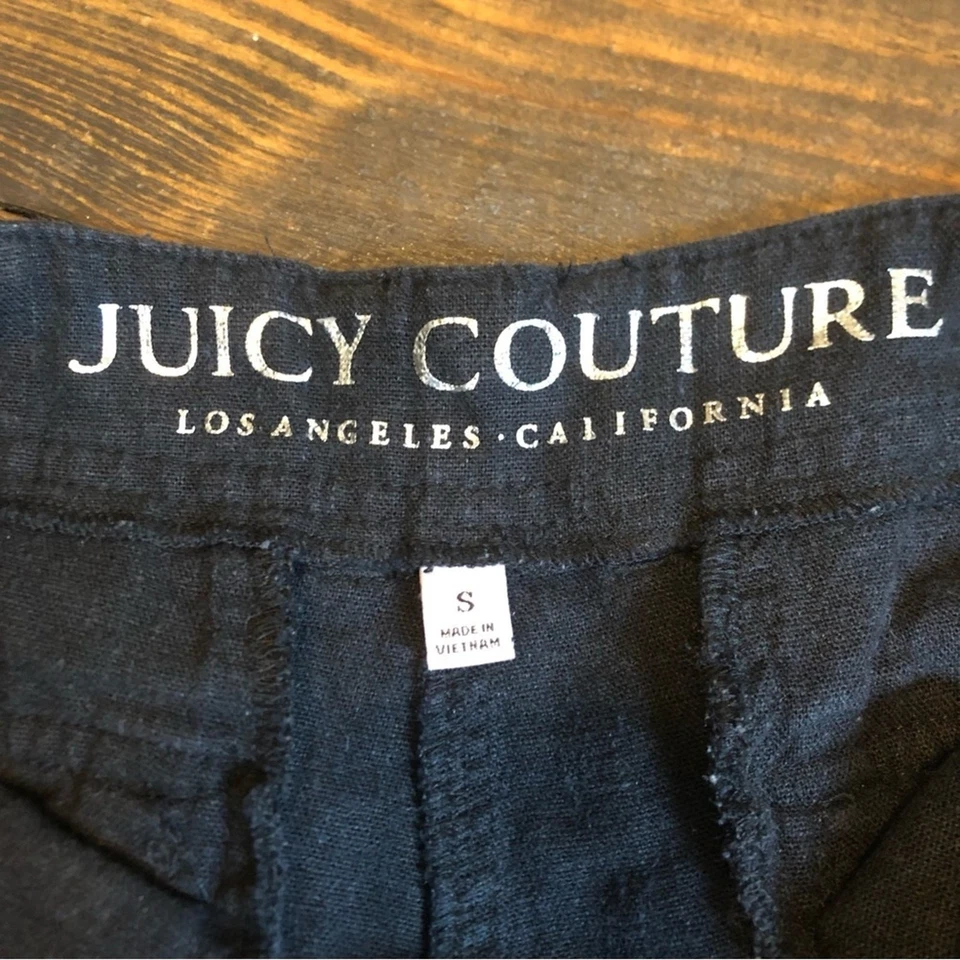 JUICY COUTURE
LOS ANGELES · CALIFORNIA
S
MADE IN
VIETNAM